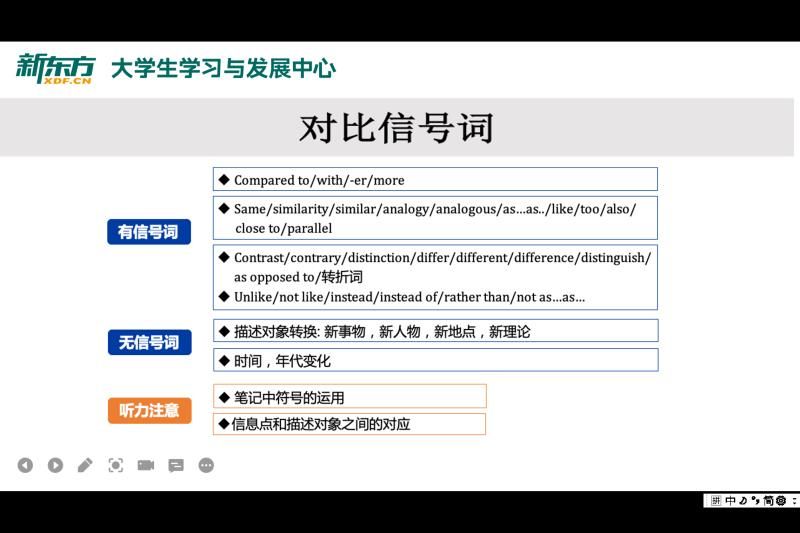 新东方
XDF.CN
大学生学习与发展中心
对比信号词
◆ Compared to/with/-er/more
有信号词
◆ Same/similarity/similar/analogy/analogous/as...as../like/too/also/
close to/parallel
◆ Contrast/contrary/distinction/differ/different/difference/distinguish/
as opposed to/转折词
◆ Unlike/not like/instead/instead of/rather than/not as...as...
无信号词
◆ 描述对象转换: 新事物，新人物，新地点，新理论
◆ 时间，年代变化
听力注意
◆ 笔记中符号的运用
◆信息点和描述对象之间的对应
拼 中 简